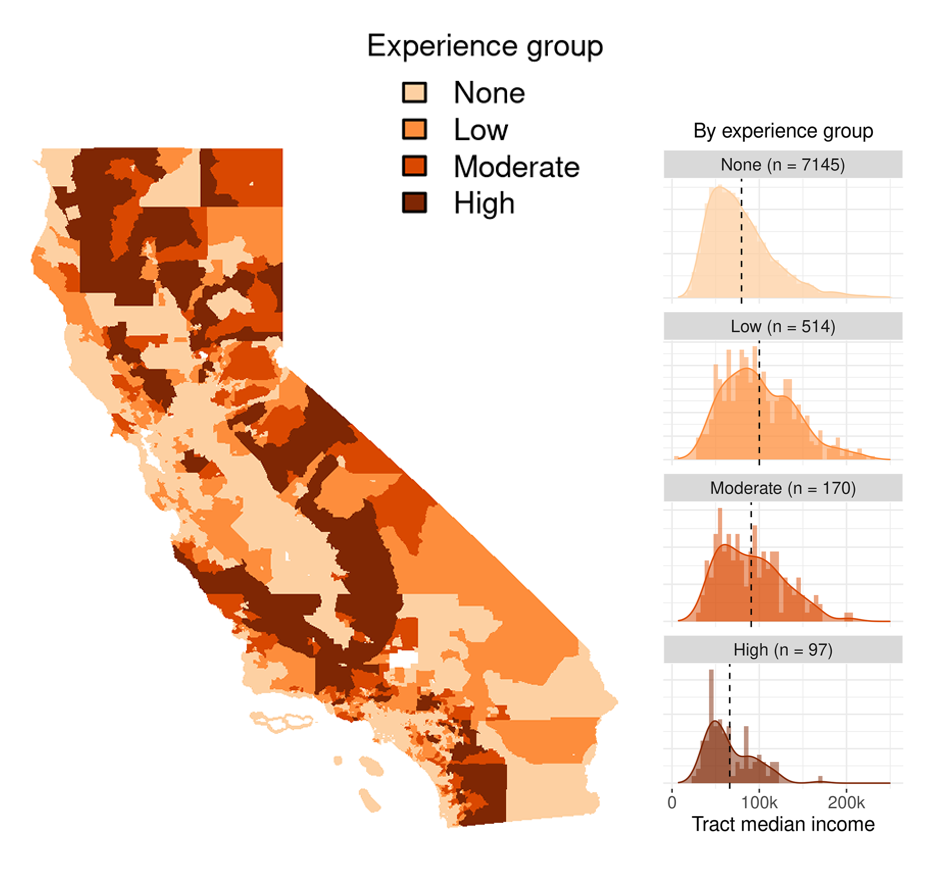 Experience group
None
Low
Moderate
High
By experience group
None (n = 7145)
Low (n = 514)
Moderate (n = 170)
High (n = 97)
0 100k 200k
Tract median income